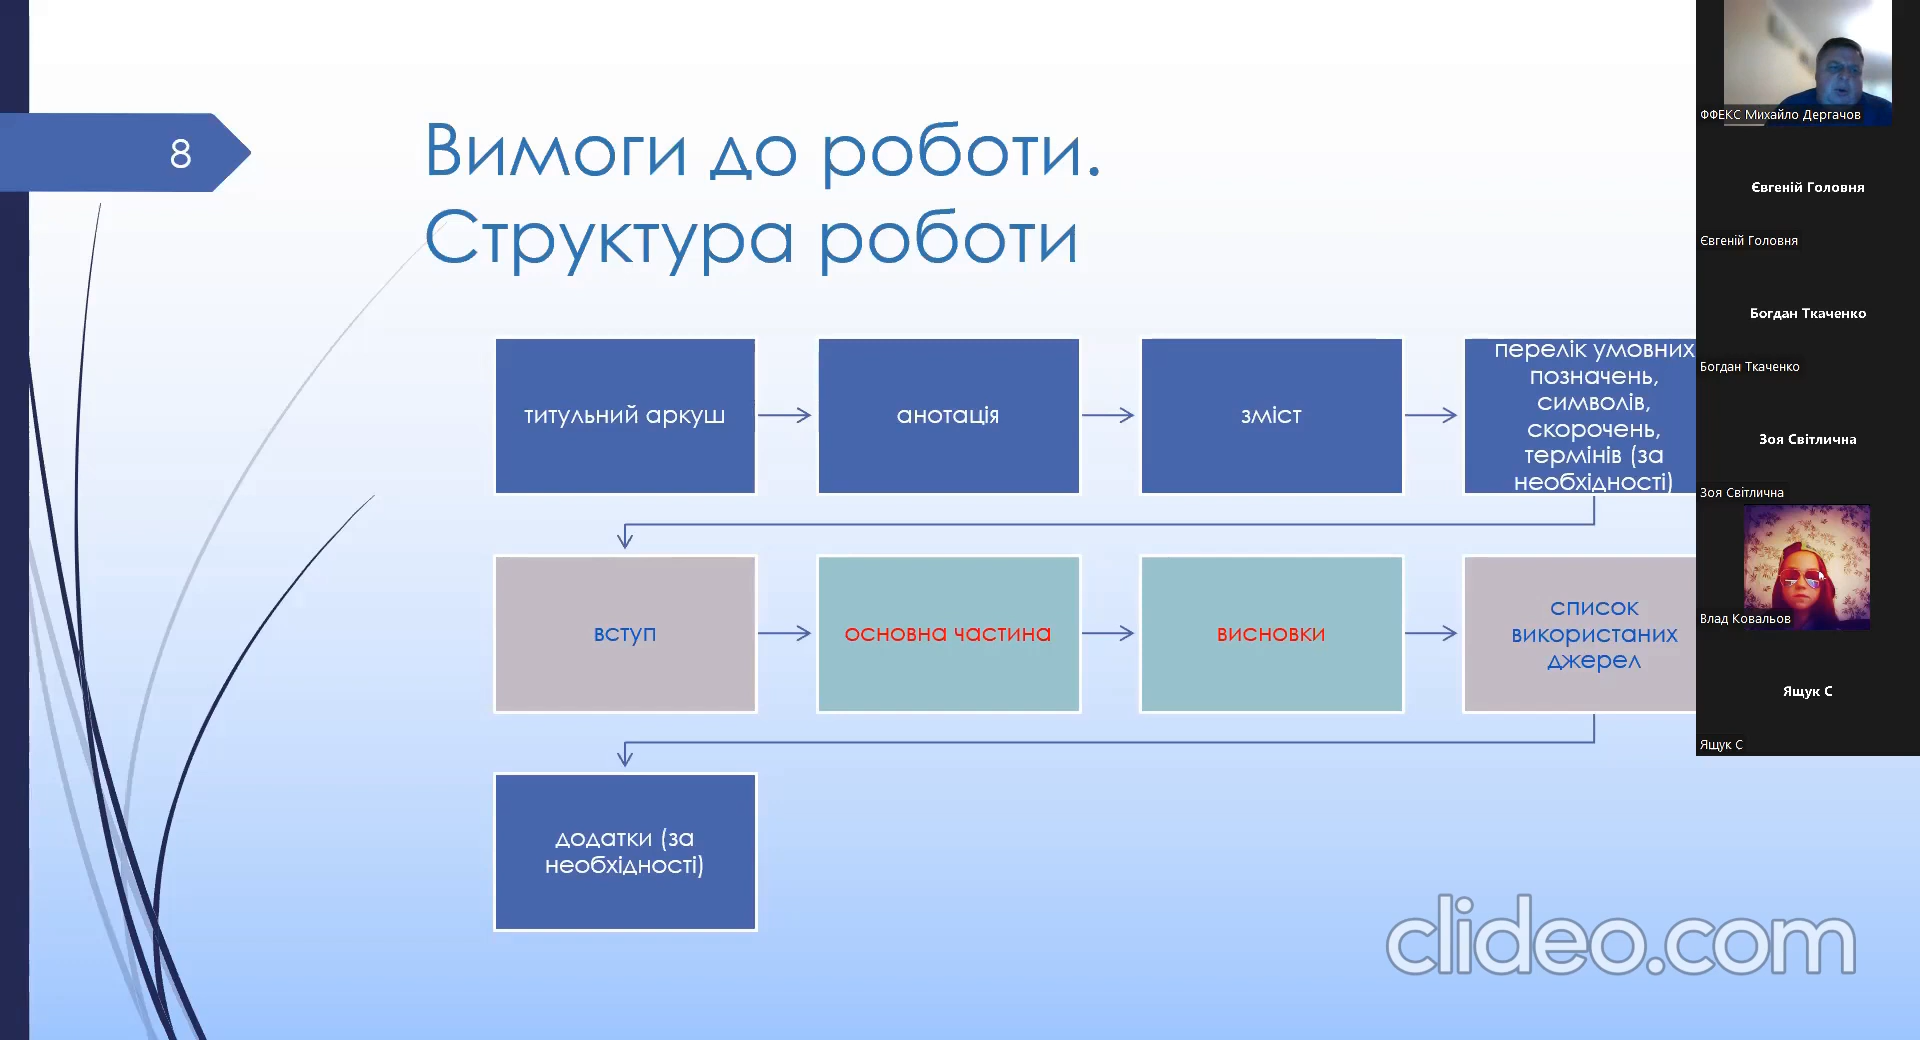 8
Вимоги до роботи.
Структура роботи
титульний аркуш
анотація
зміст
перелік умовних
позначень,
символів,
скорочень,
термінів (за
необхідності)
вступ
основна частина
висновки
список
використаних
джерел
додатки (за
необхідності)
ФФЕКС Михайло Дергачов
Євгеній Головня
Євгеній Головня
Богдан Ткаченко
Богдан Ткаченко
Зоя Світлична
Зоя Світлична
Влад Ковальов
Ящук С
Ящук С
clideo.com